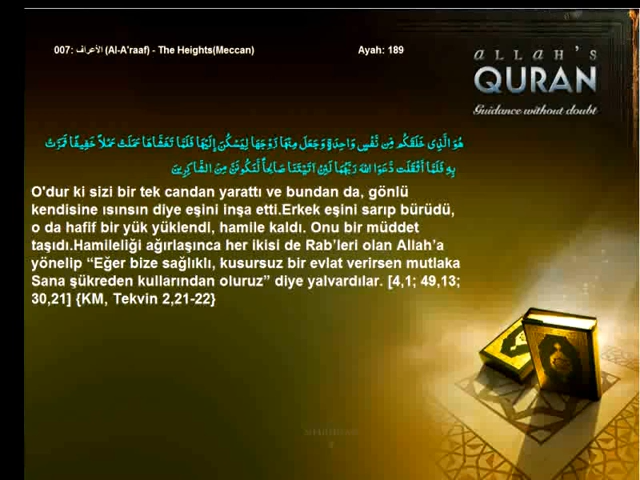 007: الأعراف (Al-A'raaf) - The Heights(Meccan) Ayah: 189
ALLAH'S
QURAN
Guidance without doubt
هُوَ الَّذِى خَلَقَكُم مِن نَّفْسٍ وَاحِدَةٍ وَجَعَلَ مِنْهَا زَوْجَهَا لِيَسْكُنَ إِلَيْهَا فَلَمَّا تَغَشَّاهَا حَمَلَتْ حَمْلاً خَفِيفًا فَمَرَّتْ
بِهِ فَلَمَّا أَثْقَلَت دَّعَوَا اللهَ رَبَّهُمَا لَئِنْ آتَيْتَنَا صَالِحاً لَّنَكُونَنَّ مِنَ الشَّاكِرِينَ
O'dur ki sizi bir tek candan yarattı ve bundan da, gönlü
kendisine ısınsın diye eşini inşa etti.Erkek eşini sarıp bürüdü,
o da hafif bir yük yüklendi, hamile kaldı. Onu bir müddet
taşıdı.Hamileliği ağırlaşınca her ikisi de Rab’leri olan Allah’a
yönelip “Eğer bize sağlıklı, kusursuz bir evlat verirsen mutlaka
Sana şükreden kullarından oluruz” diye yalvardılar. [4,1; 49,13;
30,21] {KM, Tekvin 2,21-22}